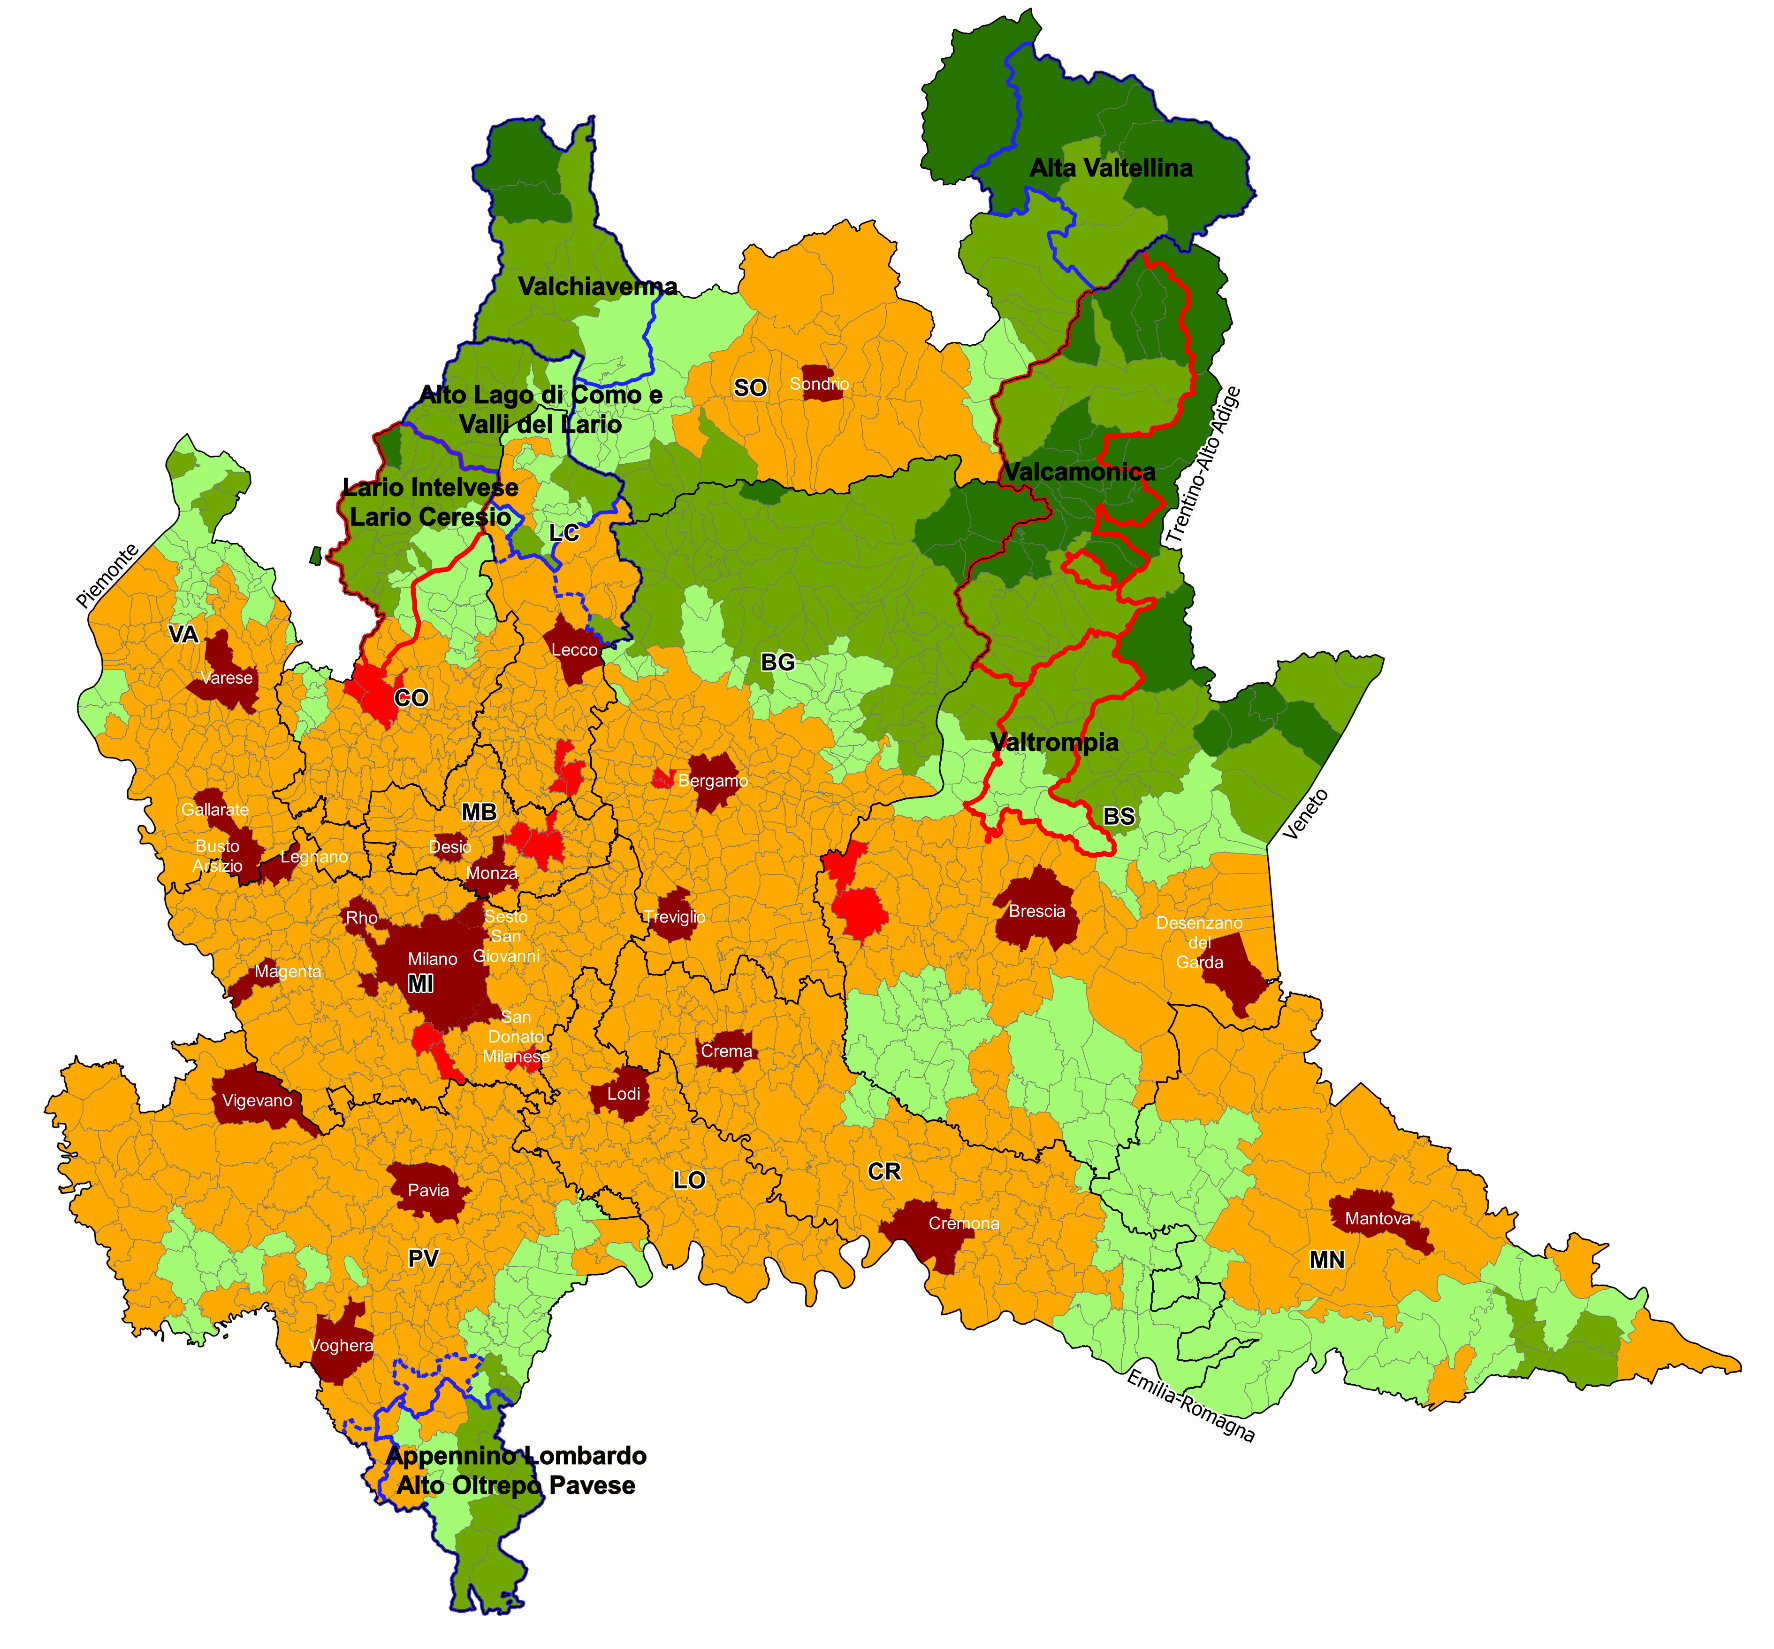 Alta Valtellina
Valchiavenna
SO
Sondrio
Alto Lago di Como e
Valli del Lario
Trentino-Alto Adige
Valcamonica
Lario Intelvese
Lario Ceresio
LC
Piemonte
VA
Varese
Lecco
BG
CO
Valtrompia
Bergamo
MB
BS
Veneto
Gallarate
Busto
Arsizio
Legnano
Desio
Monza
Rho
Sesto
San
Giovanni
Treviglio
Brescia
Desenzano
del
Garda
Milano
MI
Magenta
San
Donato
Milanese
Crema
Lodi
Vigevano
Pavia
LO
CR
Cremona
Mantova
PV
MN
Voghera
Emilia-Romagna
Appennino Lombardo
Alto Oltrepò Pavese